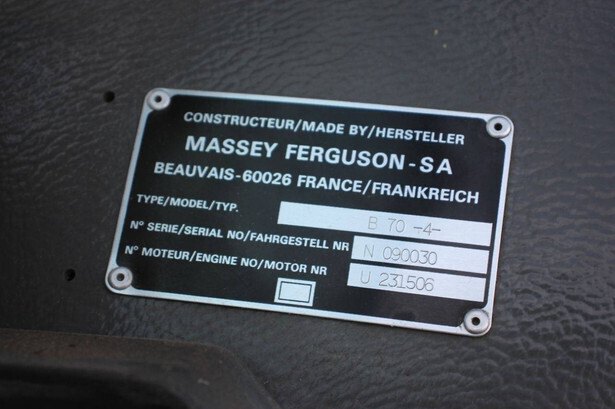 CONSTRUCTEUR/MADE BY/HERSTELLER
MASSEY FERGUSON-SA
BEAUVAIS-60026 FRANCE/FRANKREICH
TYPE/MODEL/TYP. B 70 -4-
N° SERIE/SERIAL NO/FAHRGESTELL NR N 090030
N° MOTEUR/ENGINE NO/MOTOR NR U 231506